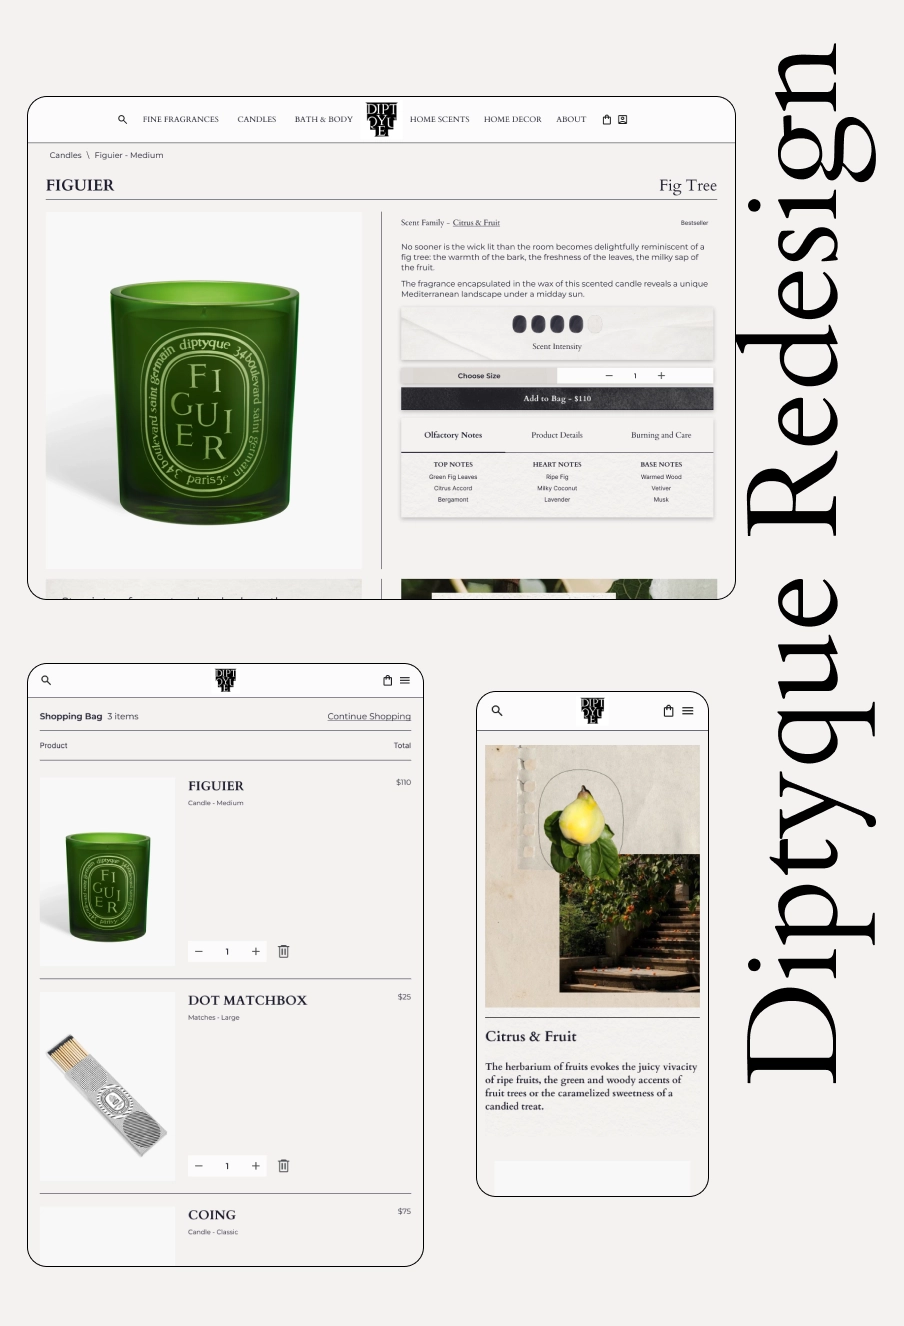 Diptyque Redesign
FINE FRAGRANCES
CANDLES
BATH & BODY
DIPTYQUE
HOME SCENTS
HOME DECOR
ABOUT
Candles \ Figuier - Medium
FIGUIER
Fig Tree
diptyque 34 boulevard saint germain
34 boulevard saint germain
paris 5e
FI
GUI
ER
Scent Family - Citrus & Fruit
Bestseller
No sooner is the wick lit than the room becomes delightfully reminiscent of a
fig tree: the warmth of the bark, the freshness of the leaves, the milky sap of
the fruit.
The fragrance encapsulated in the wax of this scented candle reveals a unique
Mediterranean landscape under a midday sun.
Scent Intensity
Choose Size
1
Add to Bag - $110
Olfactory Notes
Product Details
Burning and Care
TOP NOTES
Green Fig Leaves
Citrus Accord
Bergamont
HEART NOTES
Ripe Fig
Milky Coconut
Lavender
BASE NOTES
Warmed Wood
Vetiver
Musk
DIPTYQUE
Shopping Bag 3 items
Continue Shopping
Product
Total
FIGUIER
$110
Candle - Medium
FI
GUI
ER
1
DOT MATCHBOX
$25
Matches - Large
1
COING
$75
Candle - Classic
DIPTYQUE
Citrus & Fruit
The herbarium of fruits evokes the juicy vivacity
of ripe fruits, the green and woody accents of
fruit trees or the caramelized sweetness of a
candied treat.